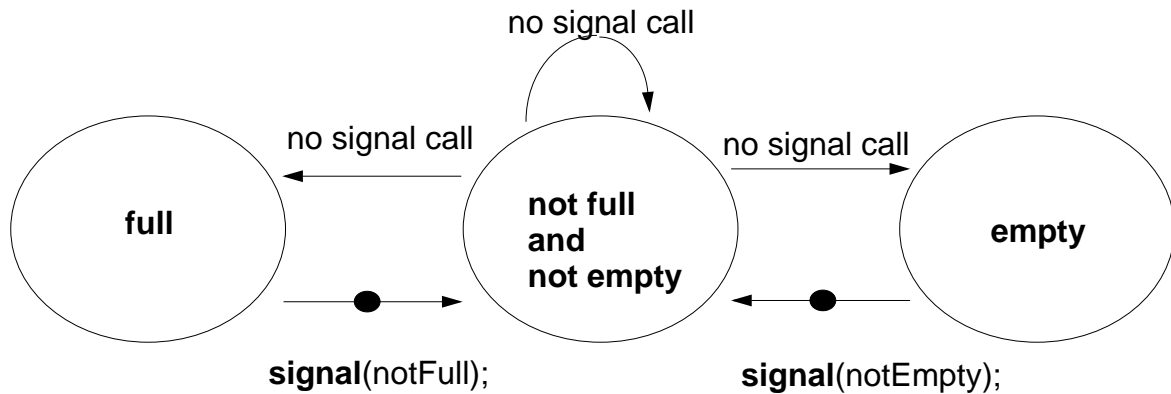 no signal call
no signal call
no signal call
full
not full
and
not empty
empty
signal(notFull);
signal(notEmpty);